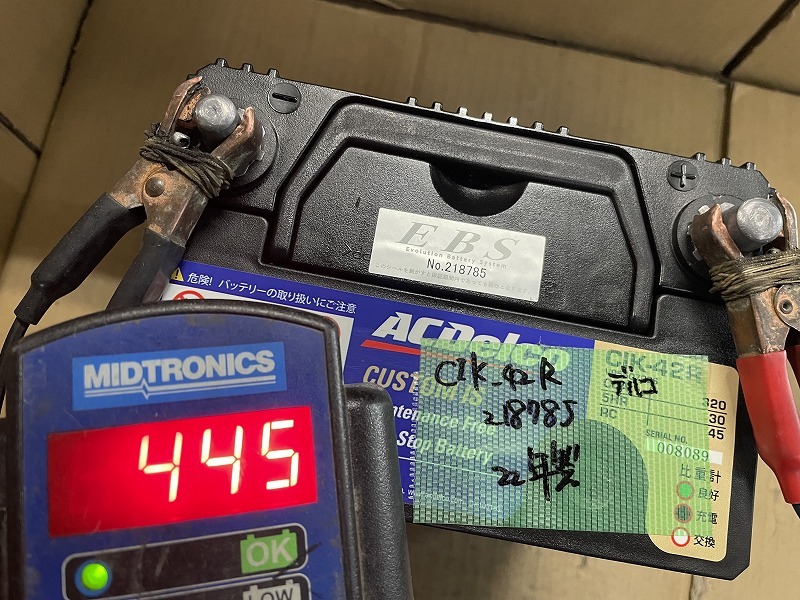 − +
EBS
Evolution Battery System
No.218785
危険! バッテリーの取り扱いにご注意
ACDelco
CUSTOM IS
Maintenance Free
Stop Battery
CIK-42R
320
5HR 30
RC 45
SERIAL NO.
008089
比重計
良好
充電
交換
CIK-42R デルコ
218785
22年製
MIDTRONICS
445
OK
LOW